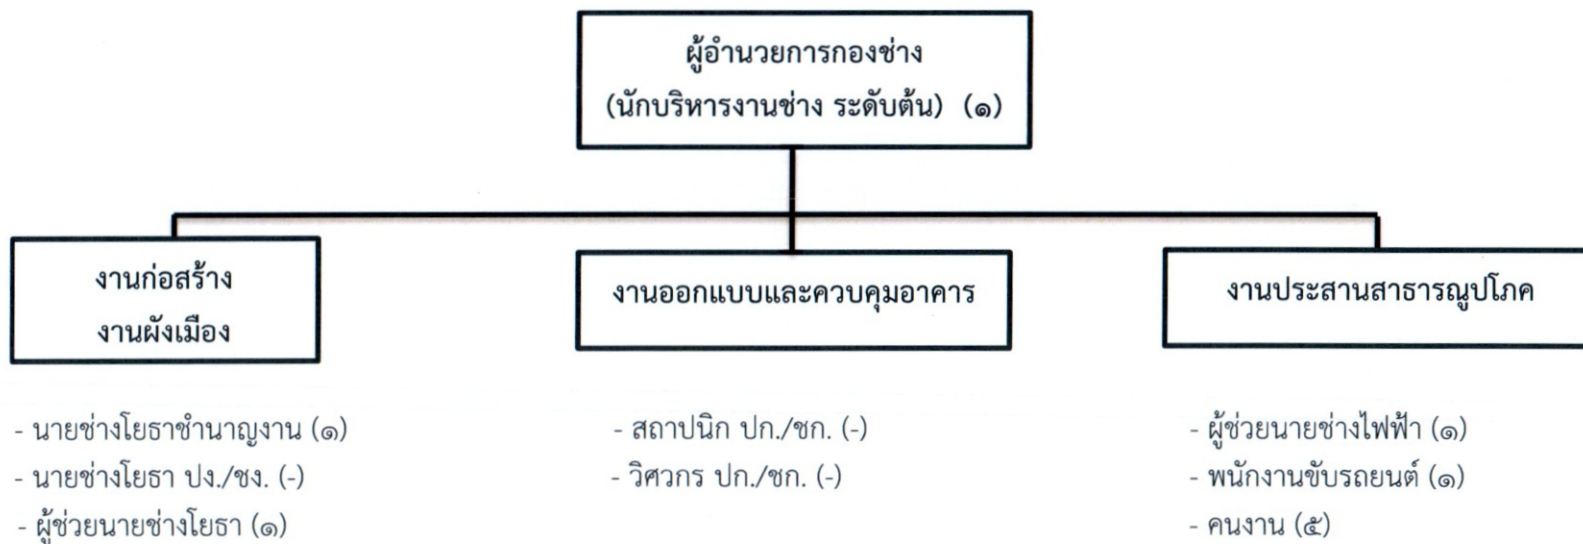 ผู้อำนวยการกองช่าง
(นักบริหารงานช่าง ระดับต้น) (๑)
งานก่อสร้าง
งานผังเมือง
- นายช่างโยธาชำนาญงาน (๑)
- นายช่างโยธา ปง./ชง. (-)
- ผู้ช่วยนายช่างโยธา (๑)
งานออกแบบและควบคุมอาคาร
- สถาปนิก ปก./ชก. (-)
- วิศวกร ปก./ชก. (-)
งานประสานสาธารณูปโภค
- ผู้ช่วยนายช่างไฟฟ้า (๑)
- พนักงานขับรถยนต์ (๑)
- คนงาน (๕)